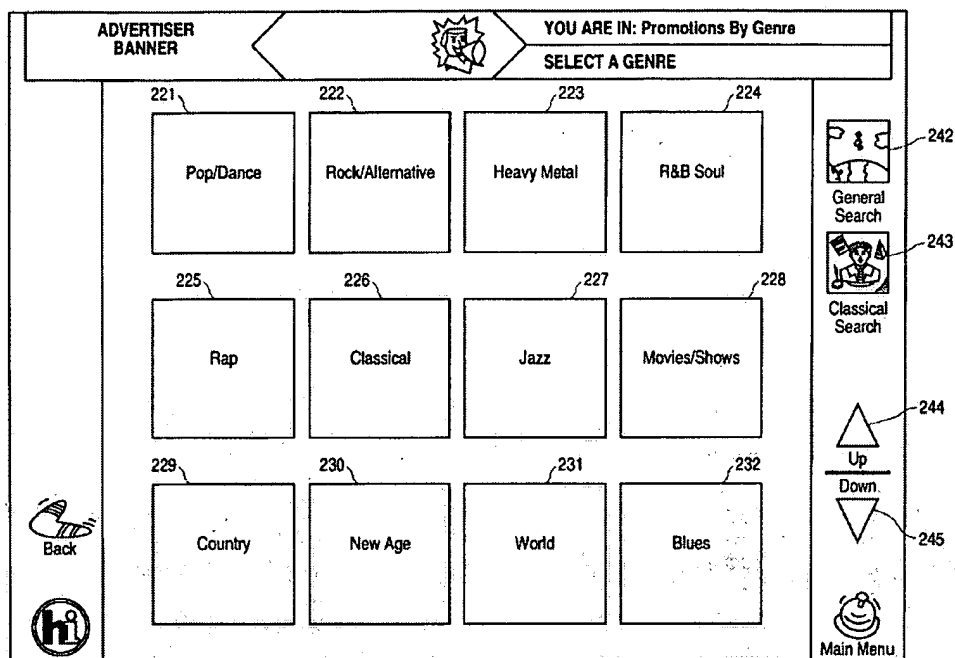 ADVERTISER
BANNER
YOU ARE IN: Promotions By Genre
SELECT A GENRE
221
222
223
224
Pop/Dance
Rock/Alternative
Heavy Metal
R&B Soul
242
General
Search
243
Classical
Search
225
226
227
228
Rap
Classical
Jazz
Movies/Shows
244
Up
Down
245
229
230
231
232
Country
New Age
World
Blues
Back
hi
Main Menu